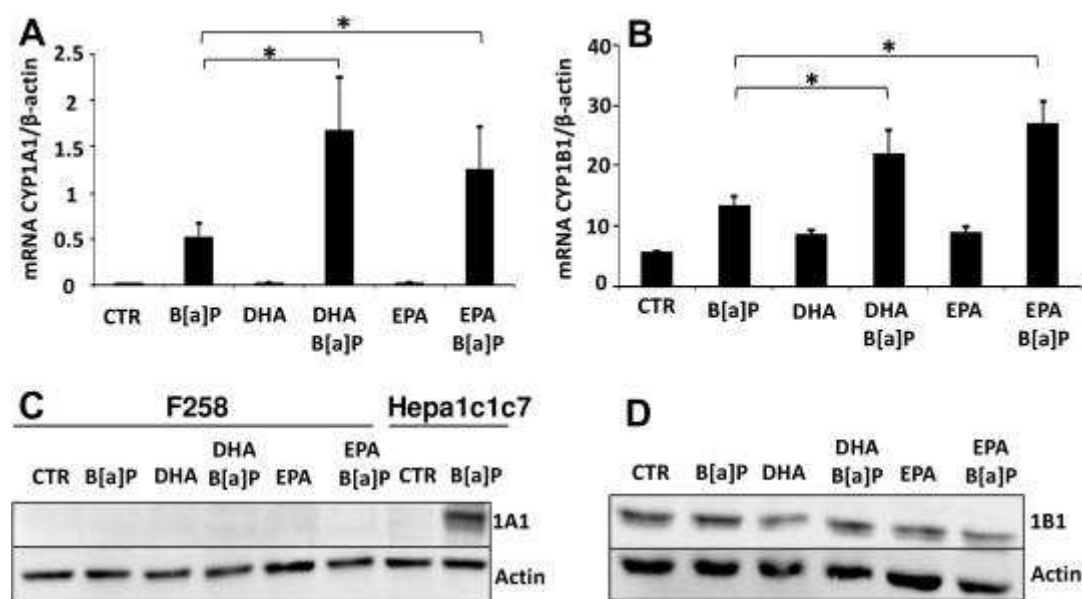 A
mRNA CYP1A1/β-actin
2.5
2
1.5
1
0.5
0
*
*
CTR B[a]P DHA DHA B[a]P EPA EPA B[a]P
B
mRNA CYP1B1/β-actin
40
30
20
10
0
*
*
CTR B[a]P DHA DHA B[a]P EPA EPA B[a]P
C
F258 Hepa1c1c7
CTR B[a]P DHA DHA B[a]P EPA EPA B[a]P CTR B[a]P
1A1
Actin
D
CTR B[a]P DHA DHA B[a]P EPA EPA B[a]P
1B1
Actin